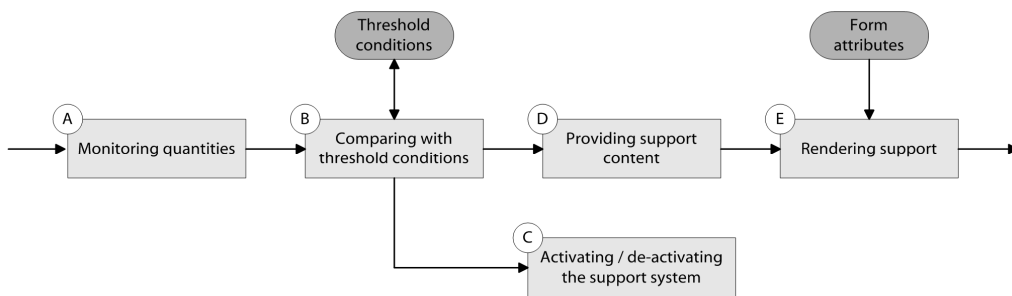 Threshold
conditions
Form
attributes
A
Monitoring quantities
B
Comparing with
threshold conditions
D
Providing support
content
E
Rendering support
C
Activating / de-activating
the support system